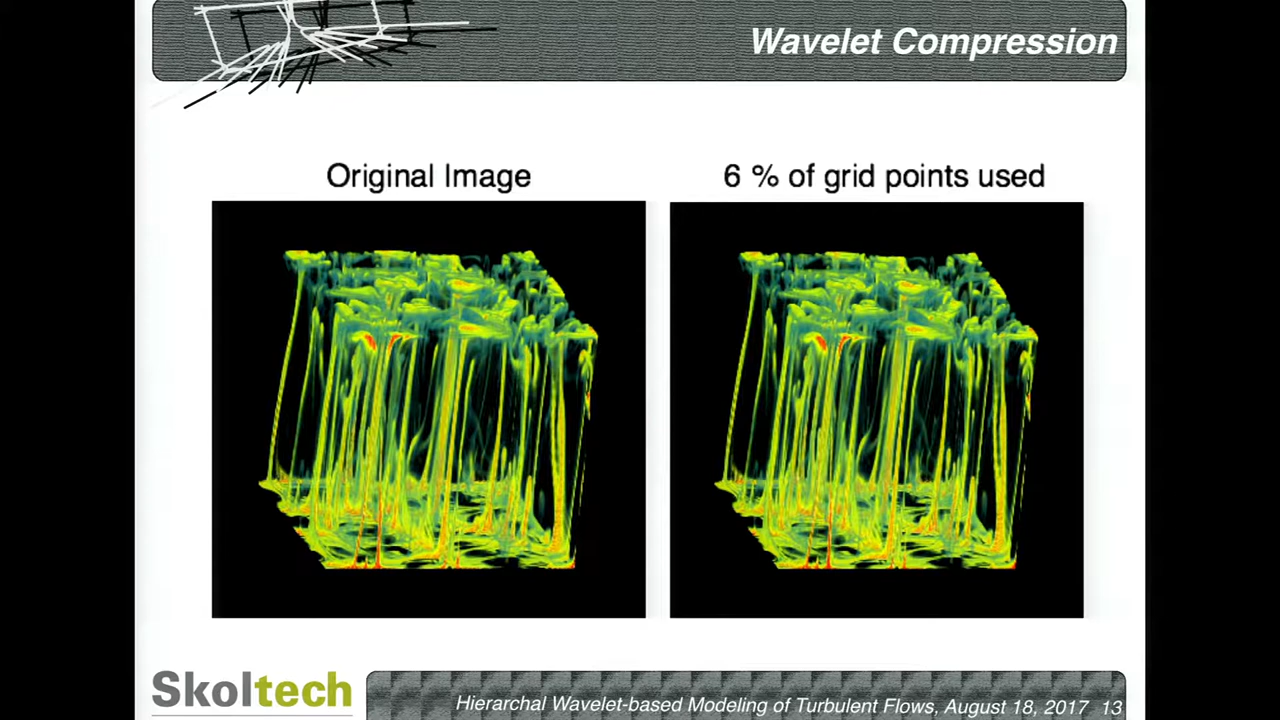 Wavelet Compression
Original Image
6 % of grid points used
Skoltech
Hierarchal Wavelet-based Modeling of Turbulent Flows, August 18, 2017 13